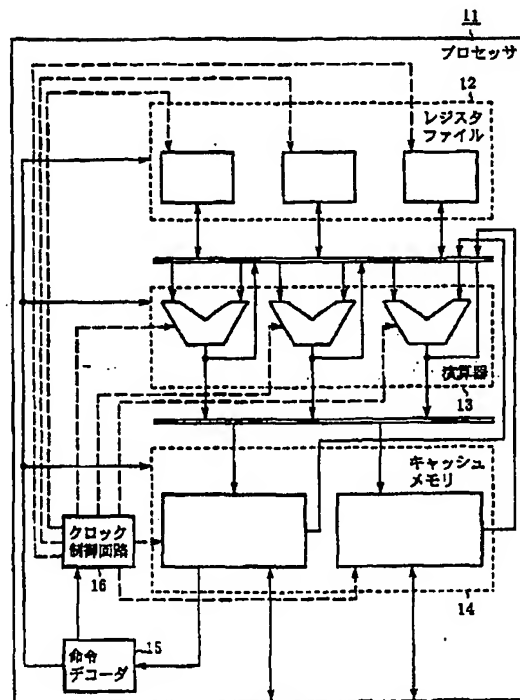 11
プロセッサ
12
レジスタ
ファイル
演算器
13
キャッシュ
メモリ
クロック
制御回路
16
14
15
命令
デコーダ